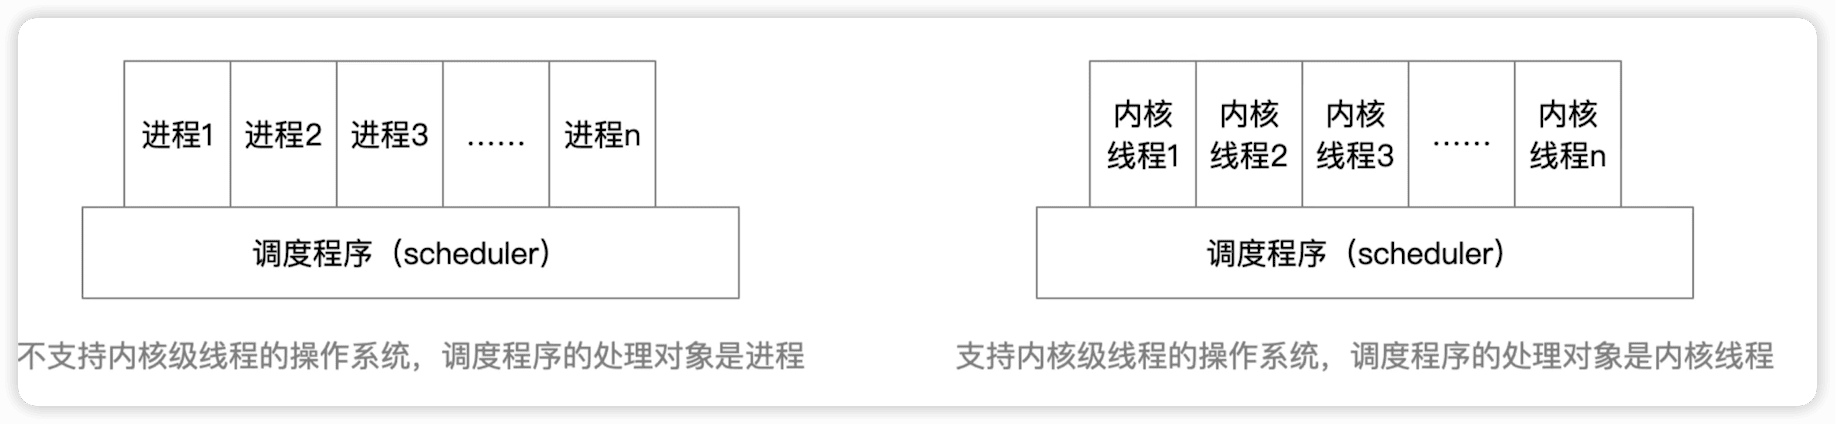 进程1
进程2
进程3
……
进程n
调度程序（scheduler）
不支持内核级线程的操作系统，调度程序的处理对象是进程
内核
线程1
内核
线程2
内核
线程3
……
内核
线程n
调度程序（scheduler）
支持内核级线程的操作系统，调度程序的处理对象是内核线程